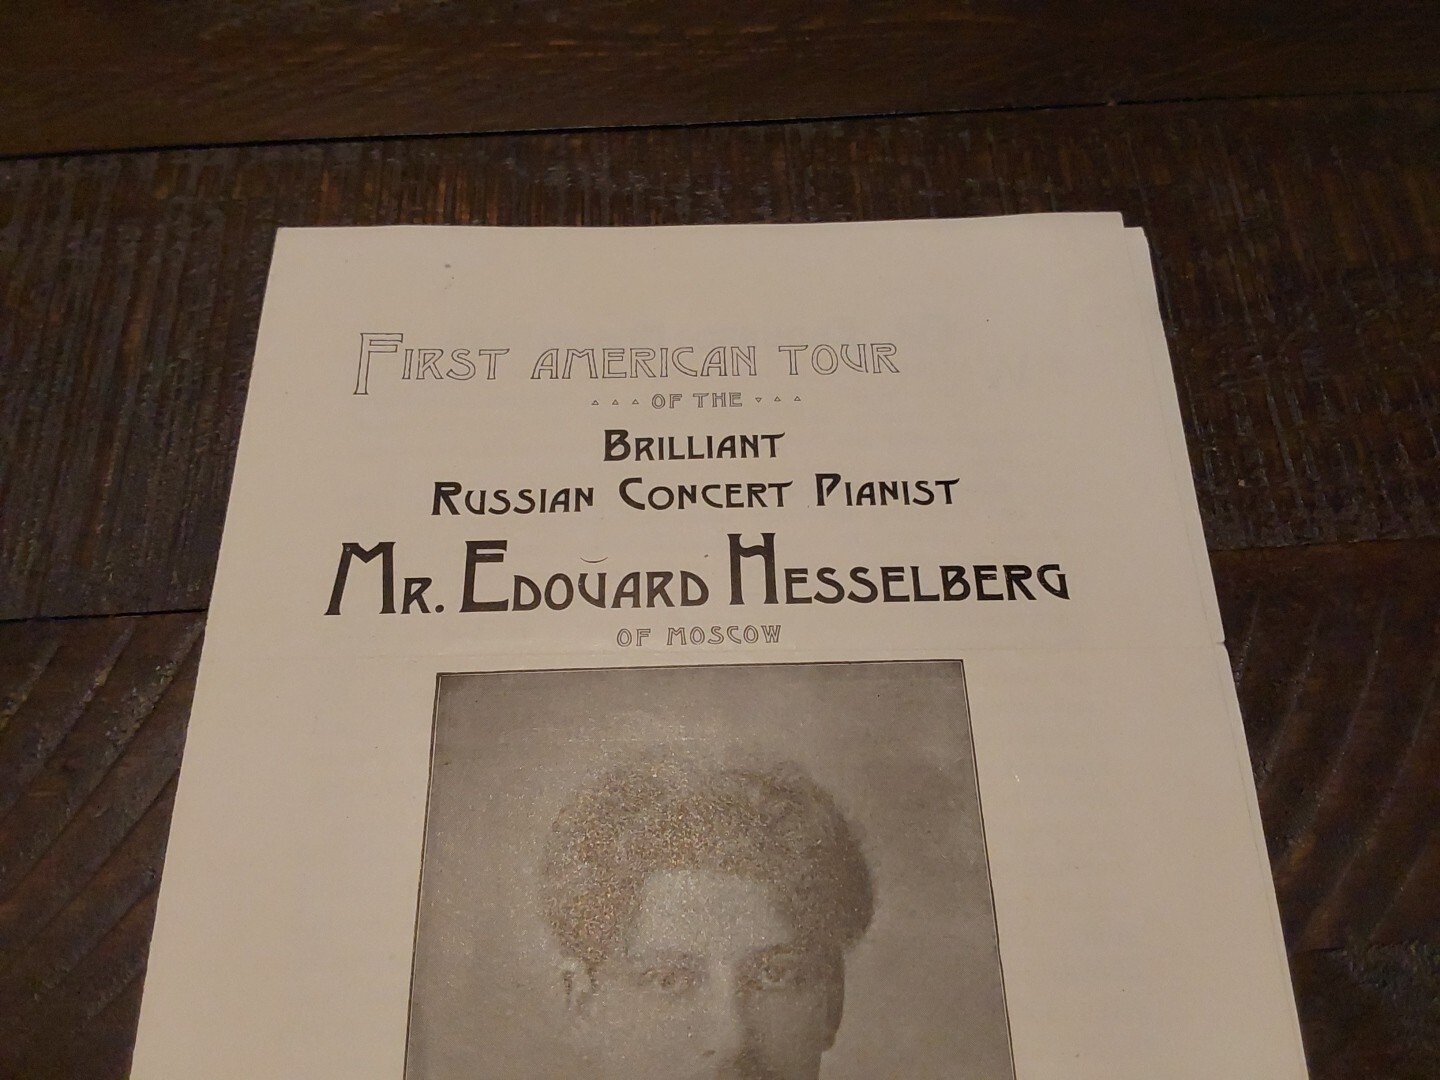 FIRST AMERICAN TOUR
OF THE
BRILLIANT
RUSSIAN CONCERT PIANIST
MR. EDOUARD HESSELBERG
OF MOSCOW